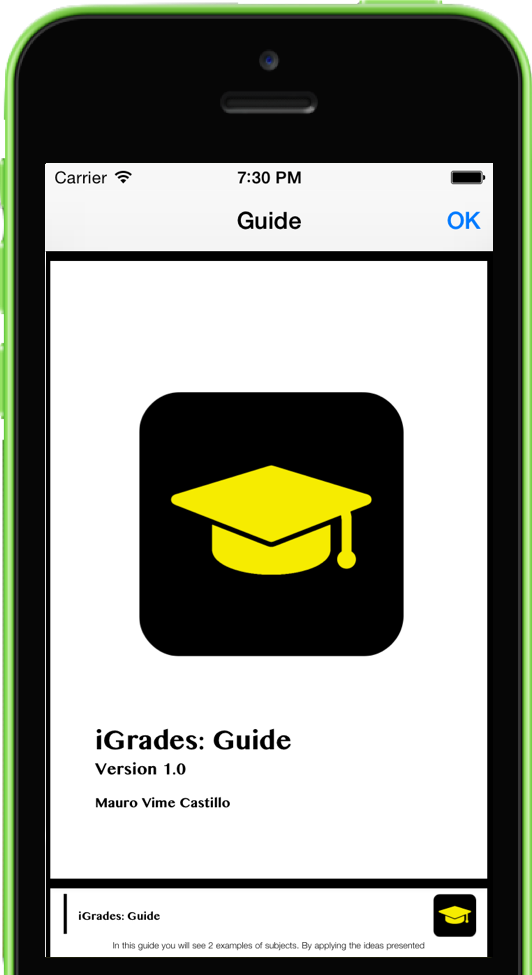 Carrier 7:30 PM
Guide OK
iGrades: Guide
Version 1.0
Mauro Vime Castillo
iGrades: Guide
In this guide you will see 2 examples of subjects. By applying the ideas presented